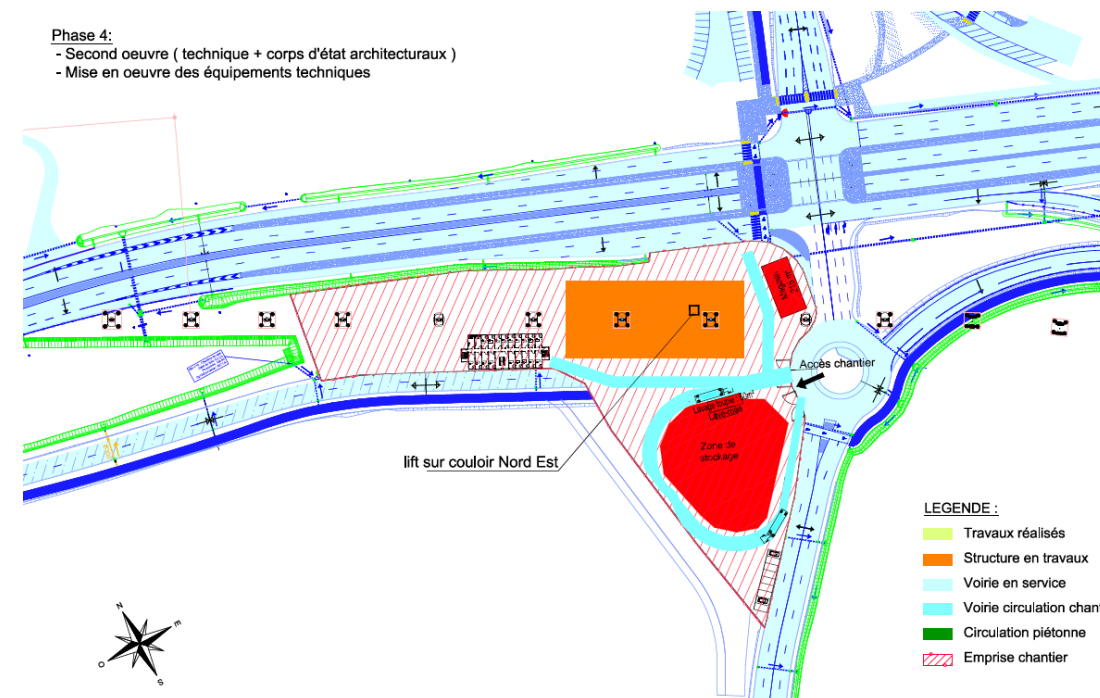 Phase 4:
- Second oeuvre ( technique + corps d'état architecturaux )
- Mise en oeuvre des équipements techniques
Magasin
Accès chantier
Zone de
stockage
lift sur couloir Nord Est
LEGENDE :
Travaux réalisés
Structure en travaux
Voirie en service
Voirie circulation chant
Circulation piétonne
Emprise chantier
N
E
O
S